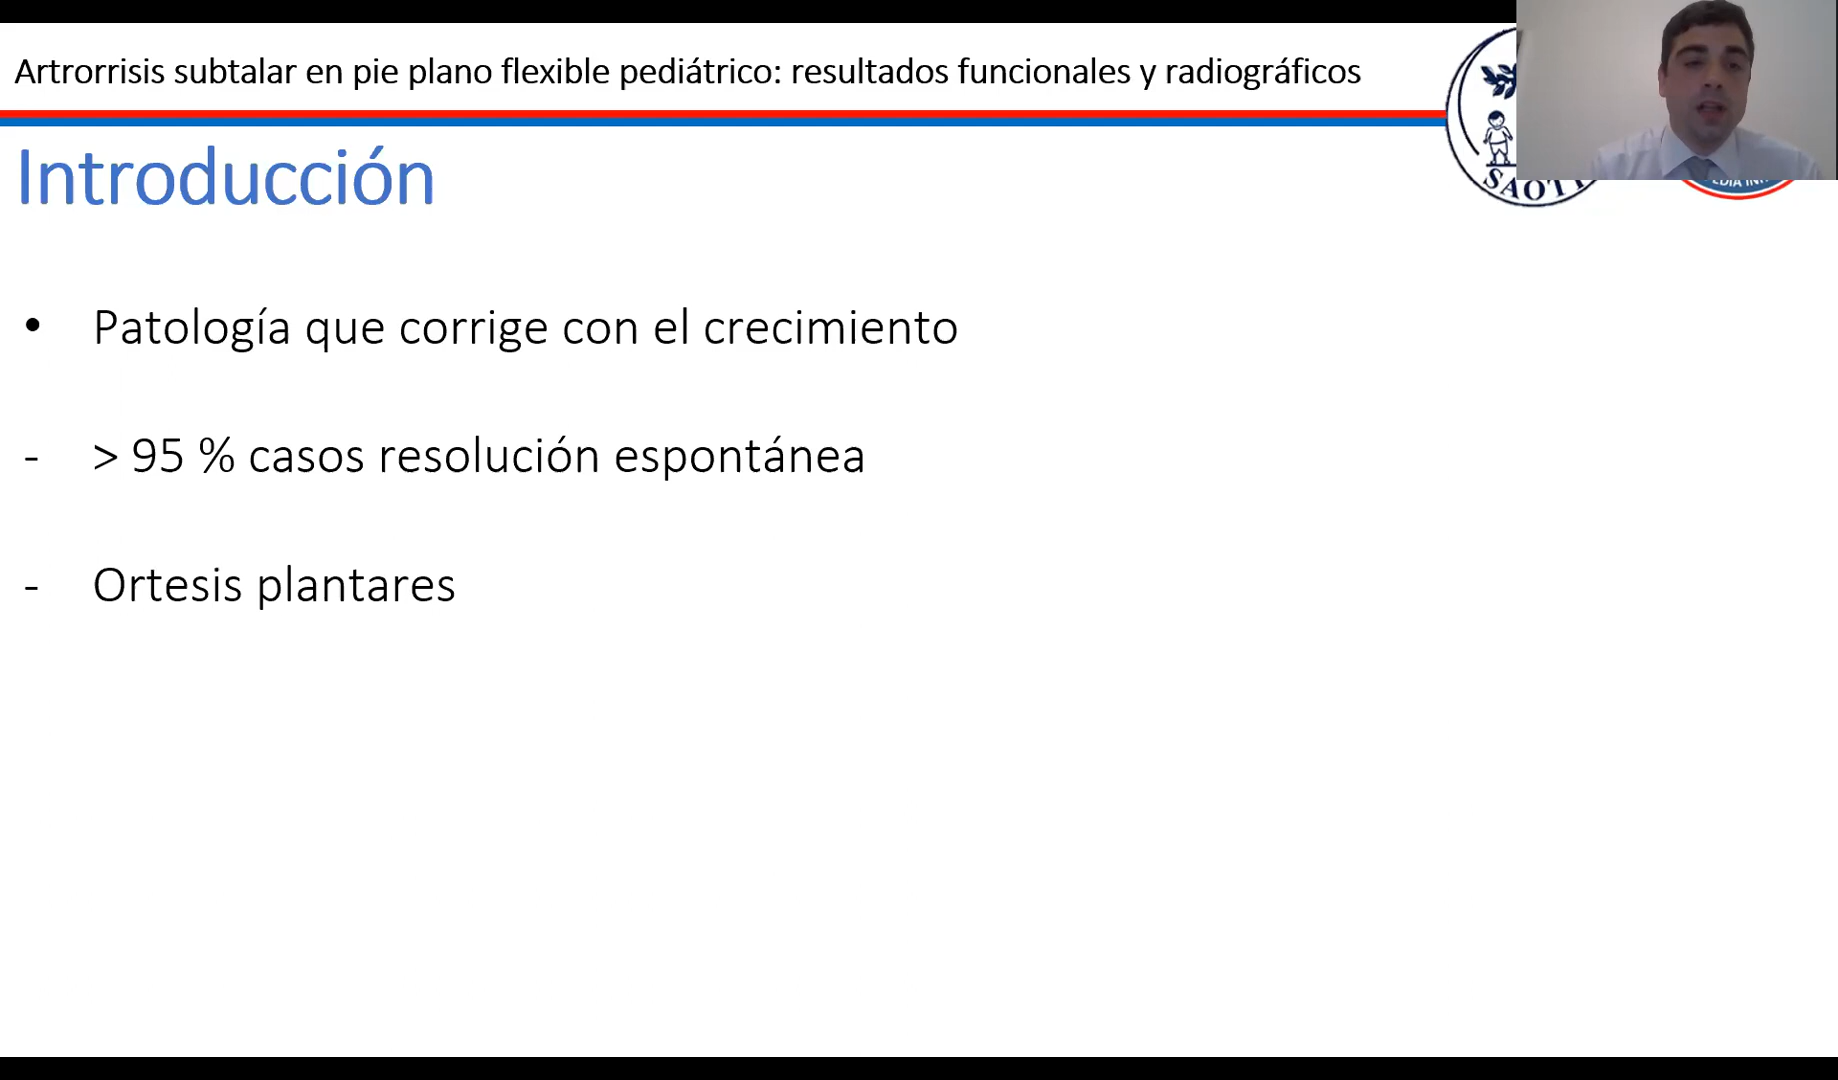 Artrorrisis subtalar en pie plano flexible pediátrico: resultados funcionales y radiográficos
Introducción
• Patología que corrige con el crecimiento
- > 95 % casos resolución espontánea
- Ortesis plantares